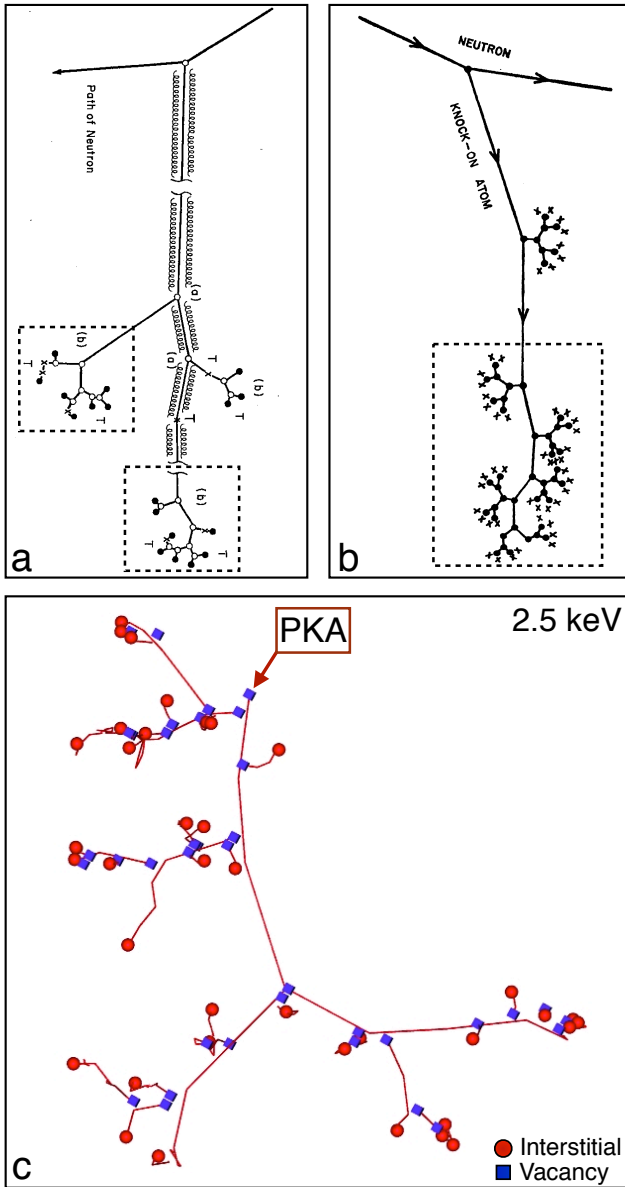 Path of Neutron
(a)
(a)
(b)
T
T
(b)
T
T
(b)
T
T
a
NEUTRON
KNOCK-ON ATOM
b
PKA
2.5 keV
Interstitial
Vacancy
c